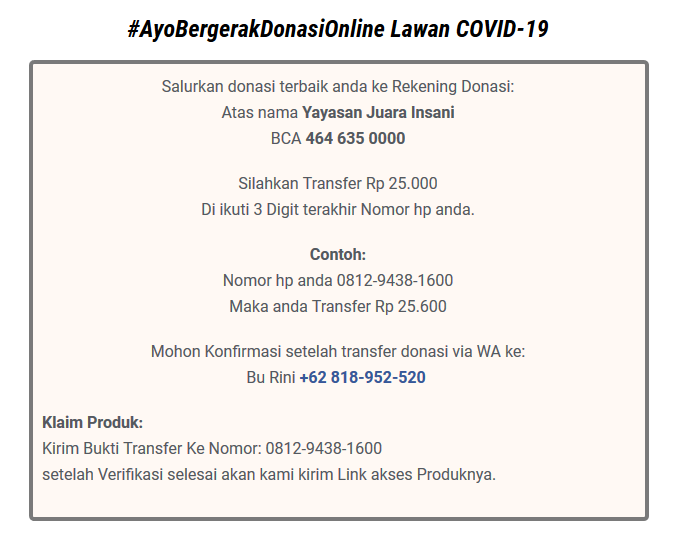 #AyoBergerakDonasiOnline Lawan COVID-19
Salurkan donasi terbaik anda ke Rekening Donasi:
Atas nama Yayasan Juara Insani
BCA 464 635 0000
Silahkan Transfer Rp 25.000
Di ikuti 3 Digit terakhir Nomor hp anda.
Contoh:
Nomor hp anda 0812-9438-1600
Maka anda Transfer Rp 25.600
Mohon Konfirmasi setelah transfer donasi via WA ke:
Bu Rini +62 818-952-520
Klaim Produk:
Kirim Bukti Transfer Ke Nomor: 0812-9438-1600
setelah Verifikasi selesai akan kami kirim Link akses Produknya.